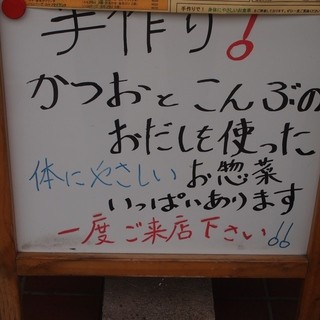 手作り！
かつおとこんぶの
おだしを使った
体にやさしいお惣菜
いっぱいあります
一度ご来店下さい